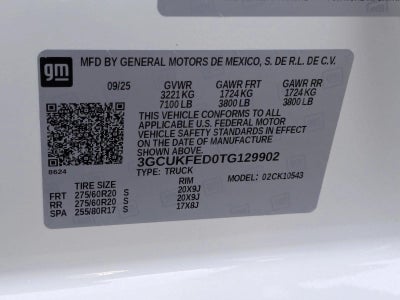 gm
MFD BY GENERAL MOTORS DE MEXICO, S. DE R.L. DE C.V.
09/25 GVWR GAWR FRT GAWR RR
3221 KG 1724 KG 1724 KG
7100 LB 3800 LB 3800 LB
THIS VEHICLE CONFORMS TO ALL
APPLICABLE U.S. FEDERAL MOTOR
VEHICLE SAFETY STANDARDS IN EFFECT ON
THE DATE OF MANUFACTURE SHOWN ABOVE.
3GCUKFED0TG129902
8624 TYPE: TRUCK MODEL: 02CK10543
TIRE SIZE RIM
FRT 275/60R20 S 20X9J
RR 275/60R20 S 20X9J
SPA 255/80R17 S 17X8J